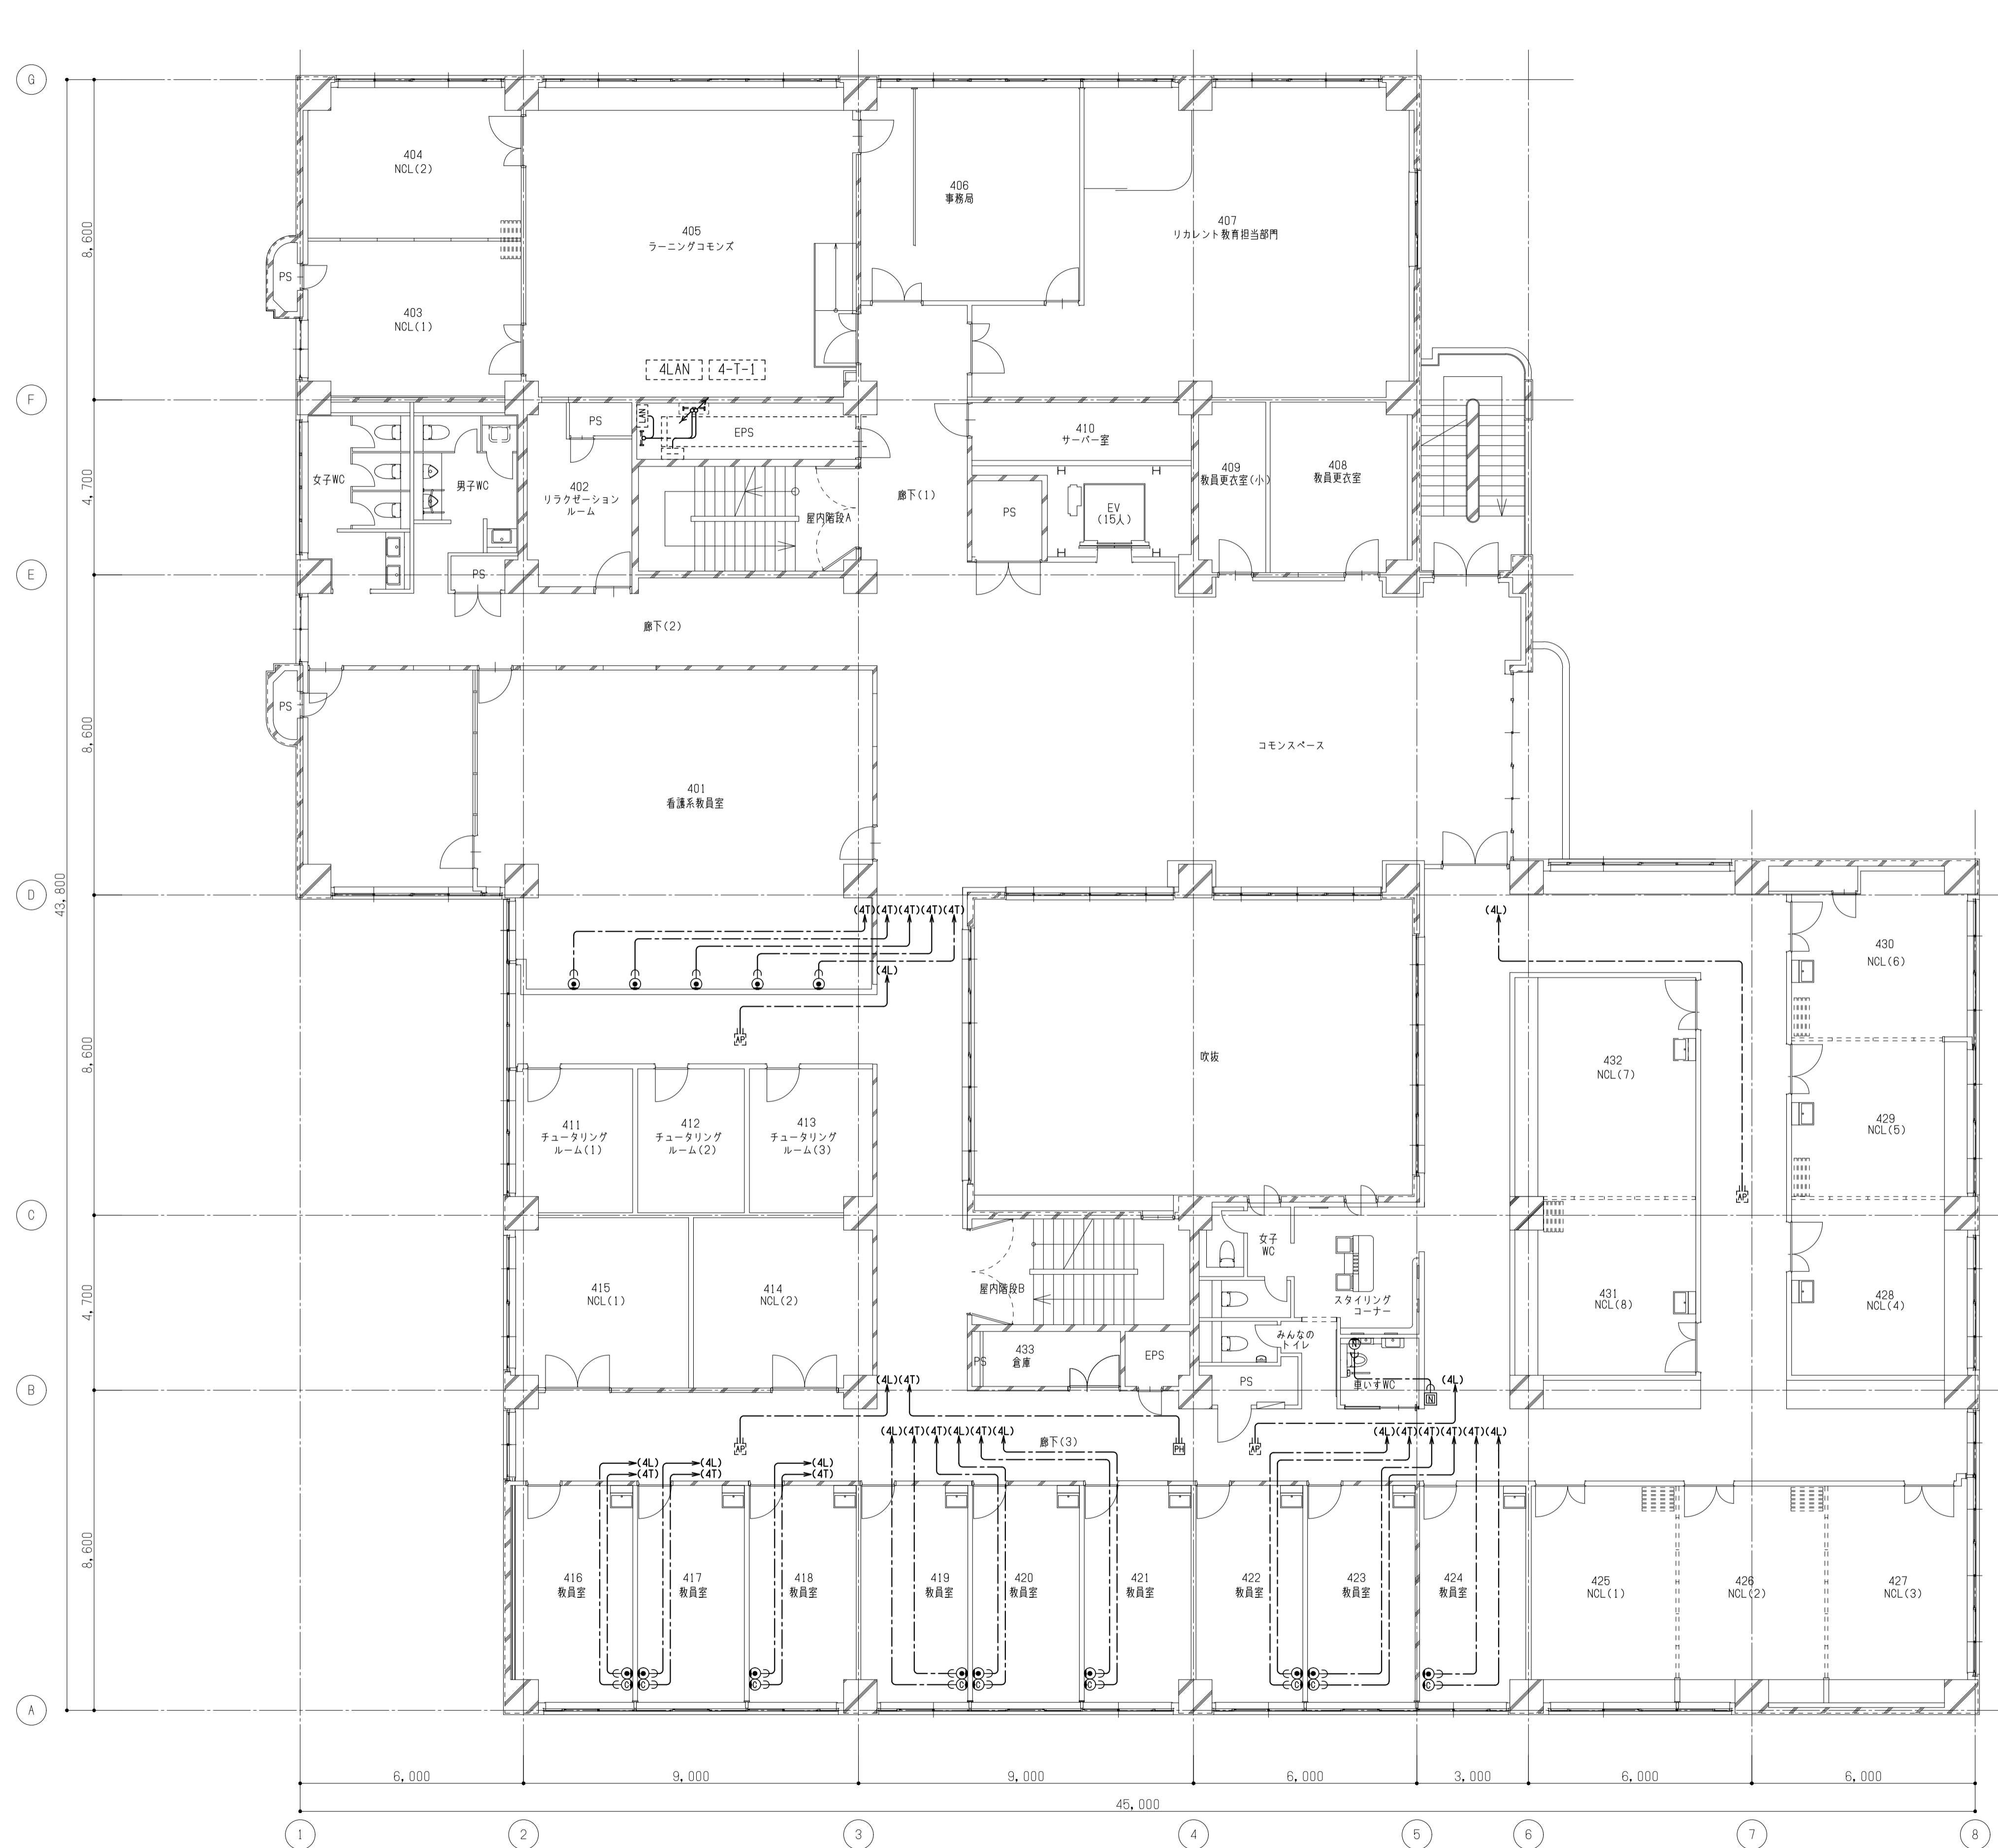 G
404
NCL(2)
406
事務局
405
ラーニングコモンズ
407
リカレント教育担当部門
8,600
PS
403
NCL(1)
4LAN
4-T-1
F
LAN
PS
EPS
410
サーバー室
女子WC
男子WC
402
リラクゼーション
ルーム
4,700
屋内階段A
廊下(1)
PS
EV
(15人)
409
教員更衣室(小)
408
教員更衣室
E
PS
廊下(2)
PS
8,600
コモンスペース
401
看護系教員室
43,800
D
(4T)(4T)(4T)(4T)(4T)
(4L)
(4L)
AP
430
NCL(6)
8,600
吹抜
432
NCL(7)
411
チュータリング
ルーム(1)
412
チュータリング
ルーム(2)
413
チュータリング
ルーム(3)
429
NCL(5)
AP
C
女子
WC
4,700
415
NCL(1)
414
NCL(2)
屋内階段B
スタイリング
コーナー
431
NCL(8)
428
NCL(4)
みんなの
トイレ
N
PS
433
倉庫
EPS
PS
車いすWC
N
B
(4L)(4T)
(4L)
AP
廊下(3)
PH
AP
(4L)(4T)(4T)(4L)(4T)(4L)
(4L)(4T)(4T)(4T)(4T)(4L)
(4L)
(4T)
(4L)
(4T)
(4L)
(4T)
8,600
416
教員室
417
教員室
418
教員室
419
教員室
420
教員室
421
教員室
422
教員室
423
教員室
424
教員室
425
NCL(1)
426
NCL(2)
427
NCL(3)
C
C
C
C
C
C
C
C
C
A
6,000
9,000
9,000
6,000
3,000
6,000
6,000
45,000
1
2
3
4
5
6
7
8